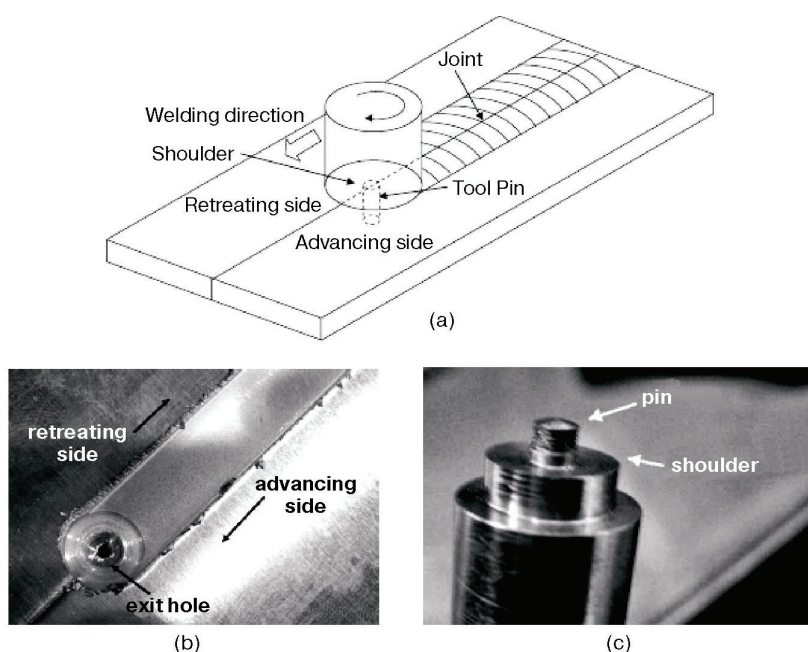 Joint
Welding direction
Shoulder
Tool Pin
Retreating side
Advancing side
(a)
retreating
side
advancing
side
exit hole
(b)
pin
shoulder
(c)